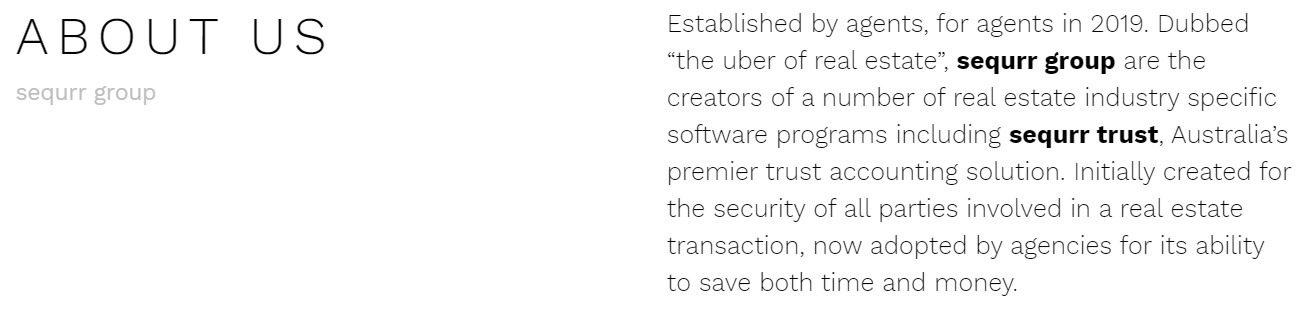 ABOUT US
sequrr group
Established by agents, for agents in 2019. Dubbed
“the uber of real estate”, sequrr group are the
creators of a number of real estate industry specific
software programs including sequrr trust, Australia’s
premier trust accounting solution. Initially created for
the security of all parties involved in a real estate
transaction, now adopted by agencies for its ability
to save both time and money.